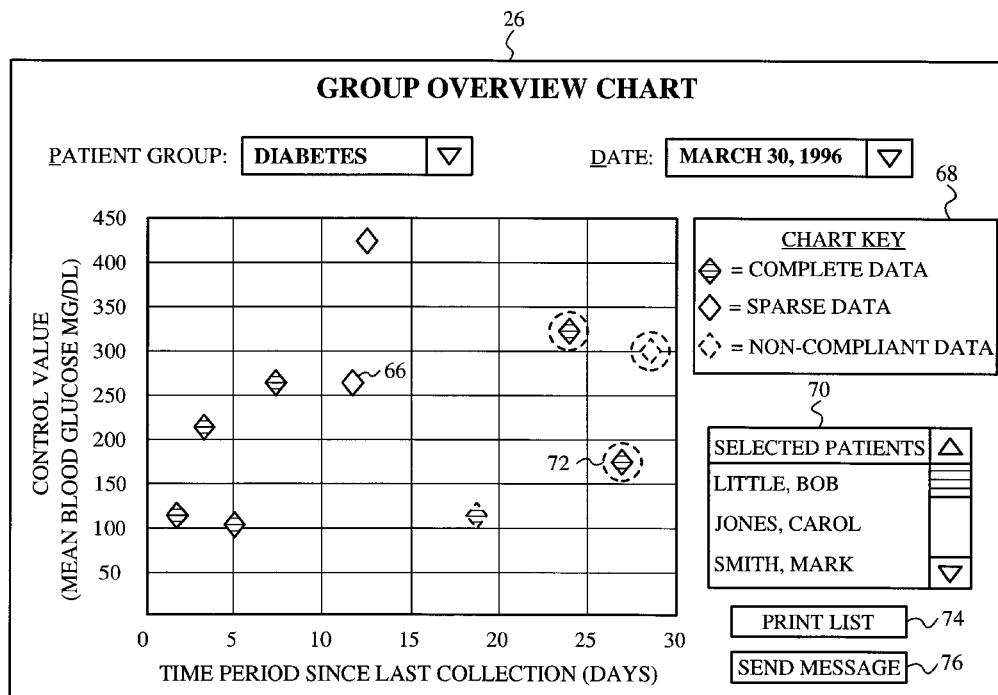 26
GROUP OVERVIEW CHART
PATIENT GROUP: DIABETES
DATE: MARCH 30, 1996
68
CHART KEY
= COMPLETE DATA
= SPARSE DATA
= NON-COMPLIANT DATA
CONTROL VALUE
(MEAN BLOOD GLUCOSE MG/DL)
450
400
350
300
250
200
150
100
50
66
72
0 5 10 15 20 25 30
TIME PERIOD SINCE LAST COLLECTION (DAYS)
70
SELECTED PATIENTS
LITTLE, BOB
JONES, CAROL
SMITH, MARK
PRINT LIST 74
SEND MESSAGE 76